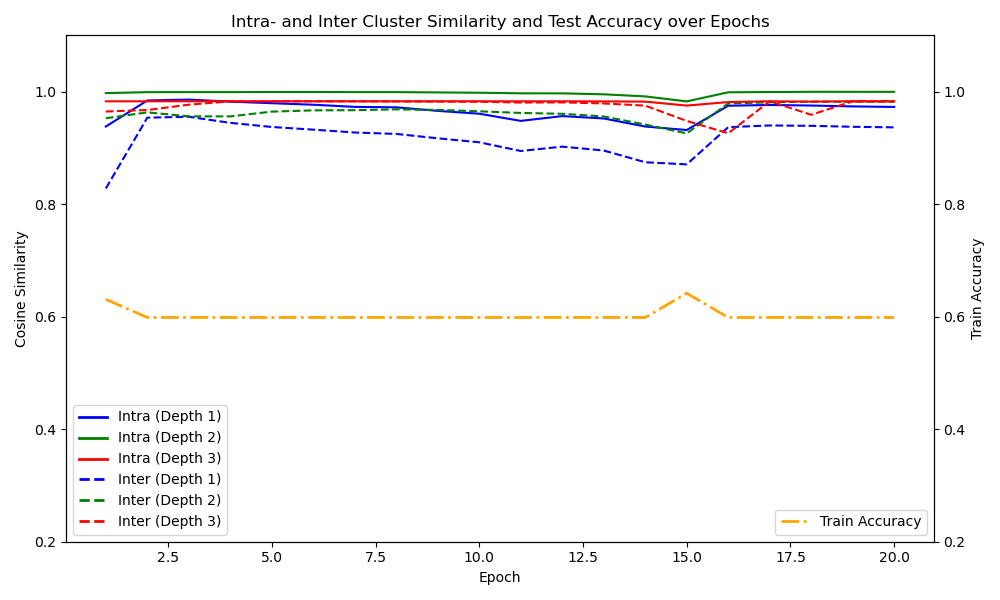 Intra- and Inter Cluster Similarity and Test Accuracy over Epochs
Cosine Similarity
1.0
0.8
0.6
0.4
0.2
1.0
0.8
0.6
0.4
0.2
Train Accuracy
Intra (Depth 1)
Intra (Depth 2)
Intra (Depth 3)
Inter (Depth 1)
Inter (Depth 2)
Inter (Depth 3)
Train Accuracy
2.5 5.0 7.5 10.0 12.5 15.0 17.5 20.0
Epoch